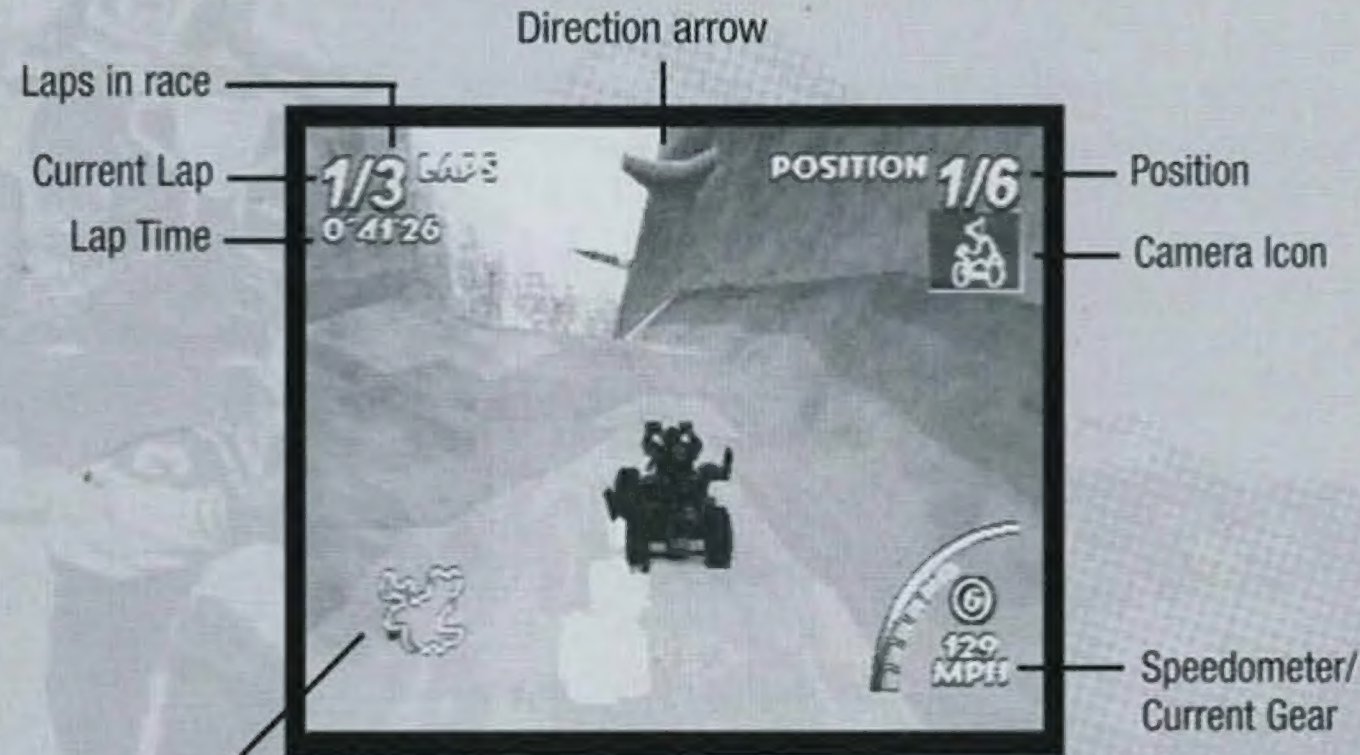 Direction arrow
Laps in race
Current Lap
Lap Time
1/3 LAPS
0'41'26
POSITION 1/6
Position
Camera Icon
6
129
MPH
Speedometer/
Current Gear